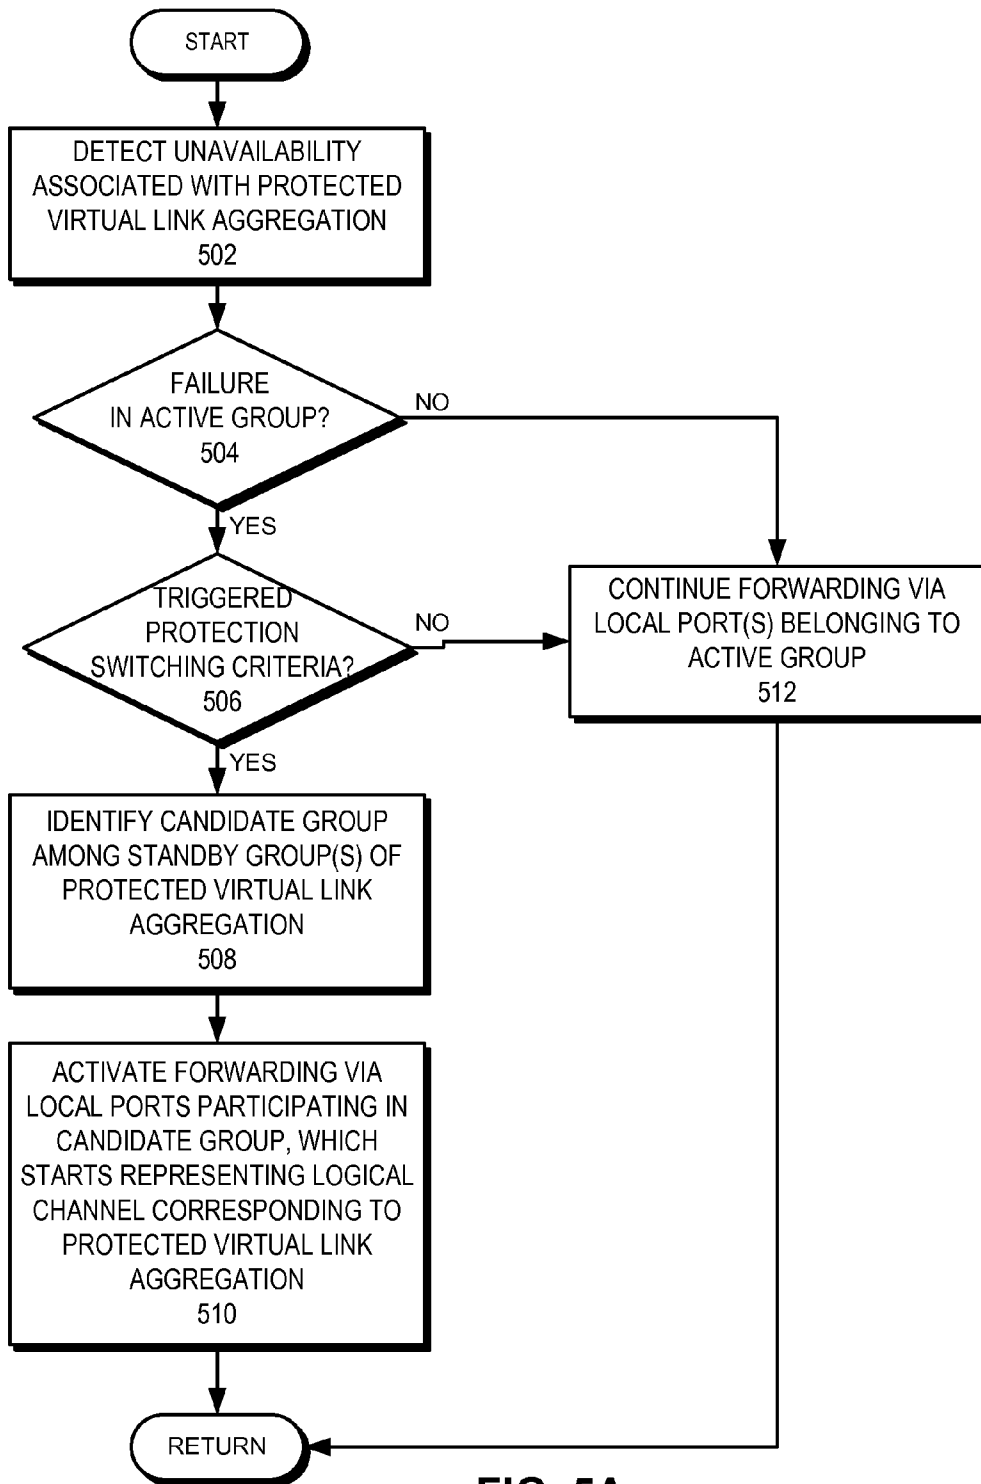 START
DETECT UNAVAILABILITY
ASSOCIATED WITH PROTECTED
VIRTUAL LINK AGGREGATION
502
FAILURE
IN ACTIVE GROUP?
504
NO
YES
TRIGGERED
PROTECTION
SWITCHING CRITERIA?
506
NO
YES
CONTINUE FORWARDING VIA
LOCAL PORT(S) BELONGING TO
ACTIVE GROUP
512
IDENTIFY CANDIDATE GROUP
AMONG STANDBY GROUP(S) OF
PROTECTED VIRTUAL LINK
AGGREGATION
508
ACTIVATE FORWARDING VIA
LOCAL PORTS PARTICIPATING IN
CANDIDATE GROUP, WHICH
STARTS REPRESENTING LOGICAL
CHANNEL CORRESPONDING TO
PROTECTED VIRTUAL LINK
AGGREGATION
510
RETURN
FIG. 5A